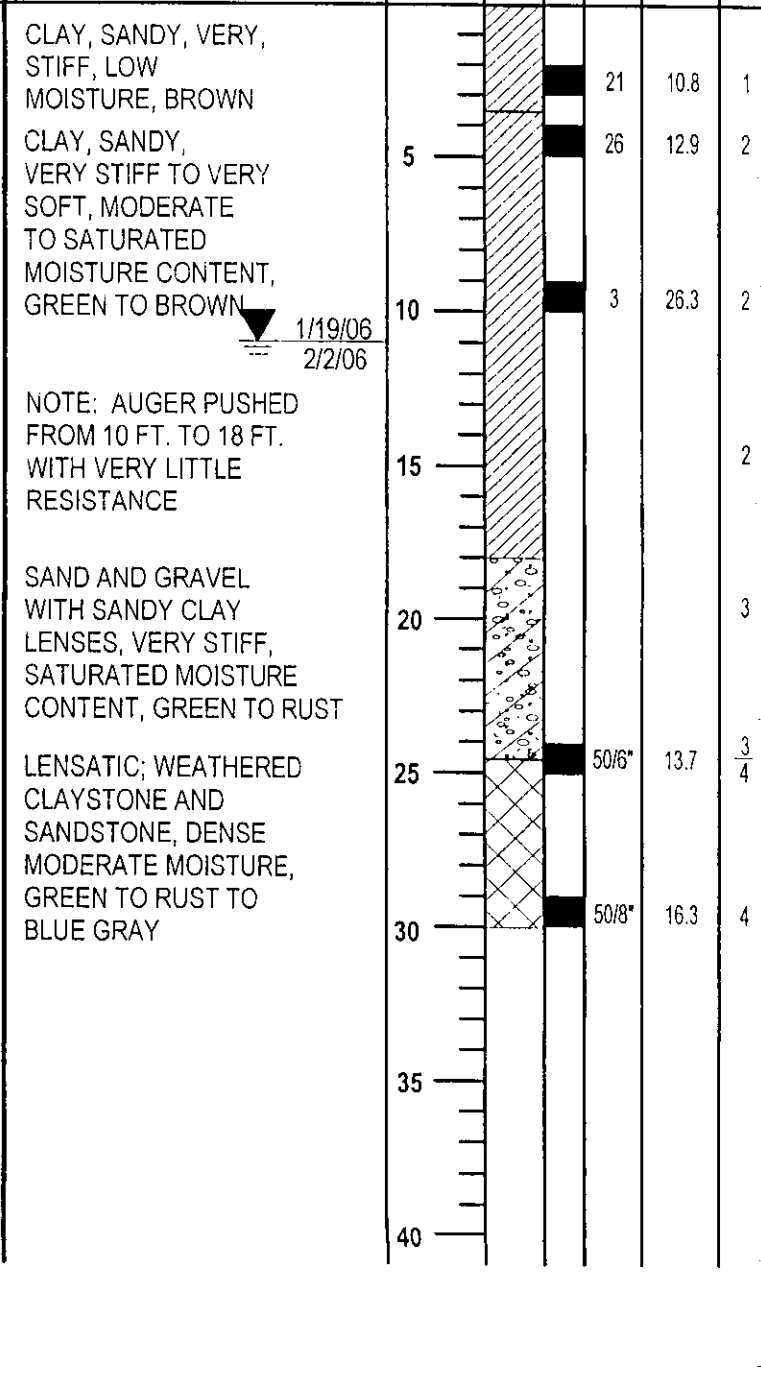 CLAY, SANDY, VERY,
STIFF, LOW
MOISTURE, BROWN
21 10.8 1
CLAY, SANDY,
VERY STIFF TO VERY
SOFT, MODERATE
TO SATURATED
MOISTURE CONTENT,
GREEN TO BROWN
5 26 12.9 2
10 3 26.3 2
1/19/06
2/2/06
NOTE: AUGER PUSHED
FROM 10 FT. TO 18 FT.
WITH VERY LITTLE
RESISTANCE
15 2
SAND AND GRAVEL
WITH SANDY CLAY
LENSES, VERY STIFF,
SATURATED MOISTURE
CONTENT, GREEN TO RUST
20 3
LENSATIC; WEATHERED
CLAYSTONE AND
SANDSTONE, DENSE
MODERATE MOISTURE,
GREEN TO RUST TO
BLUE GRAY
25 50/6" 13.7 3/4
30 50/8" 16.3 4
35
40